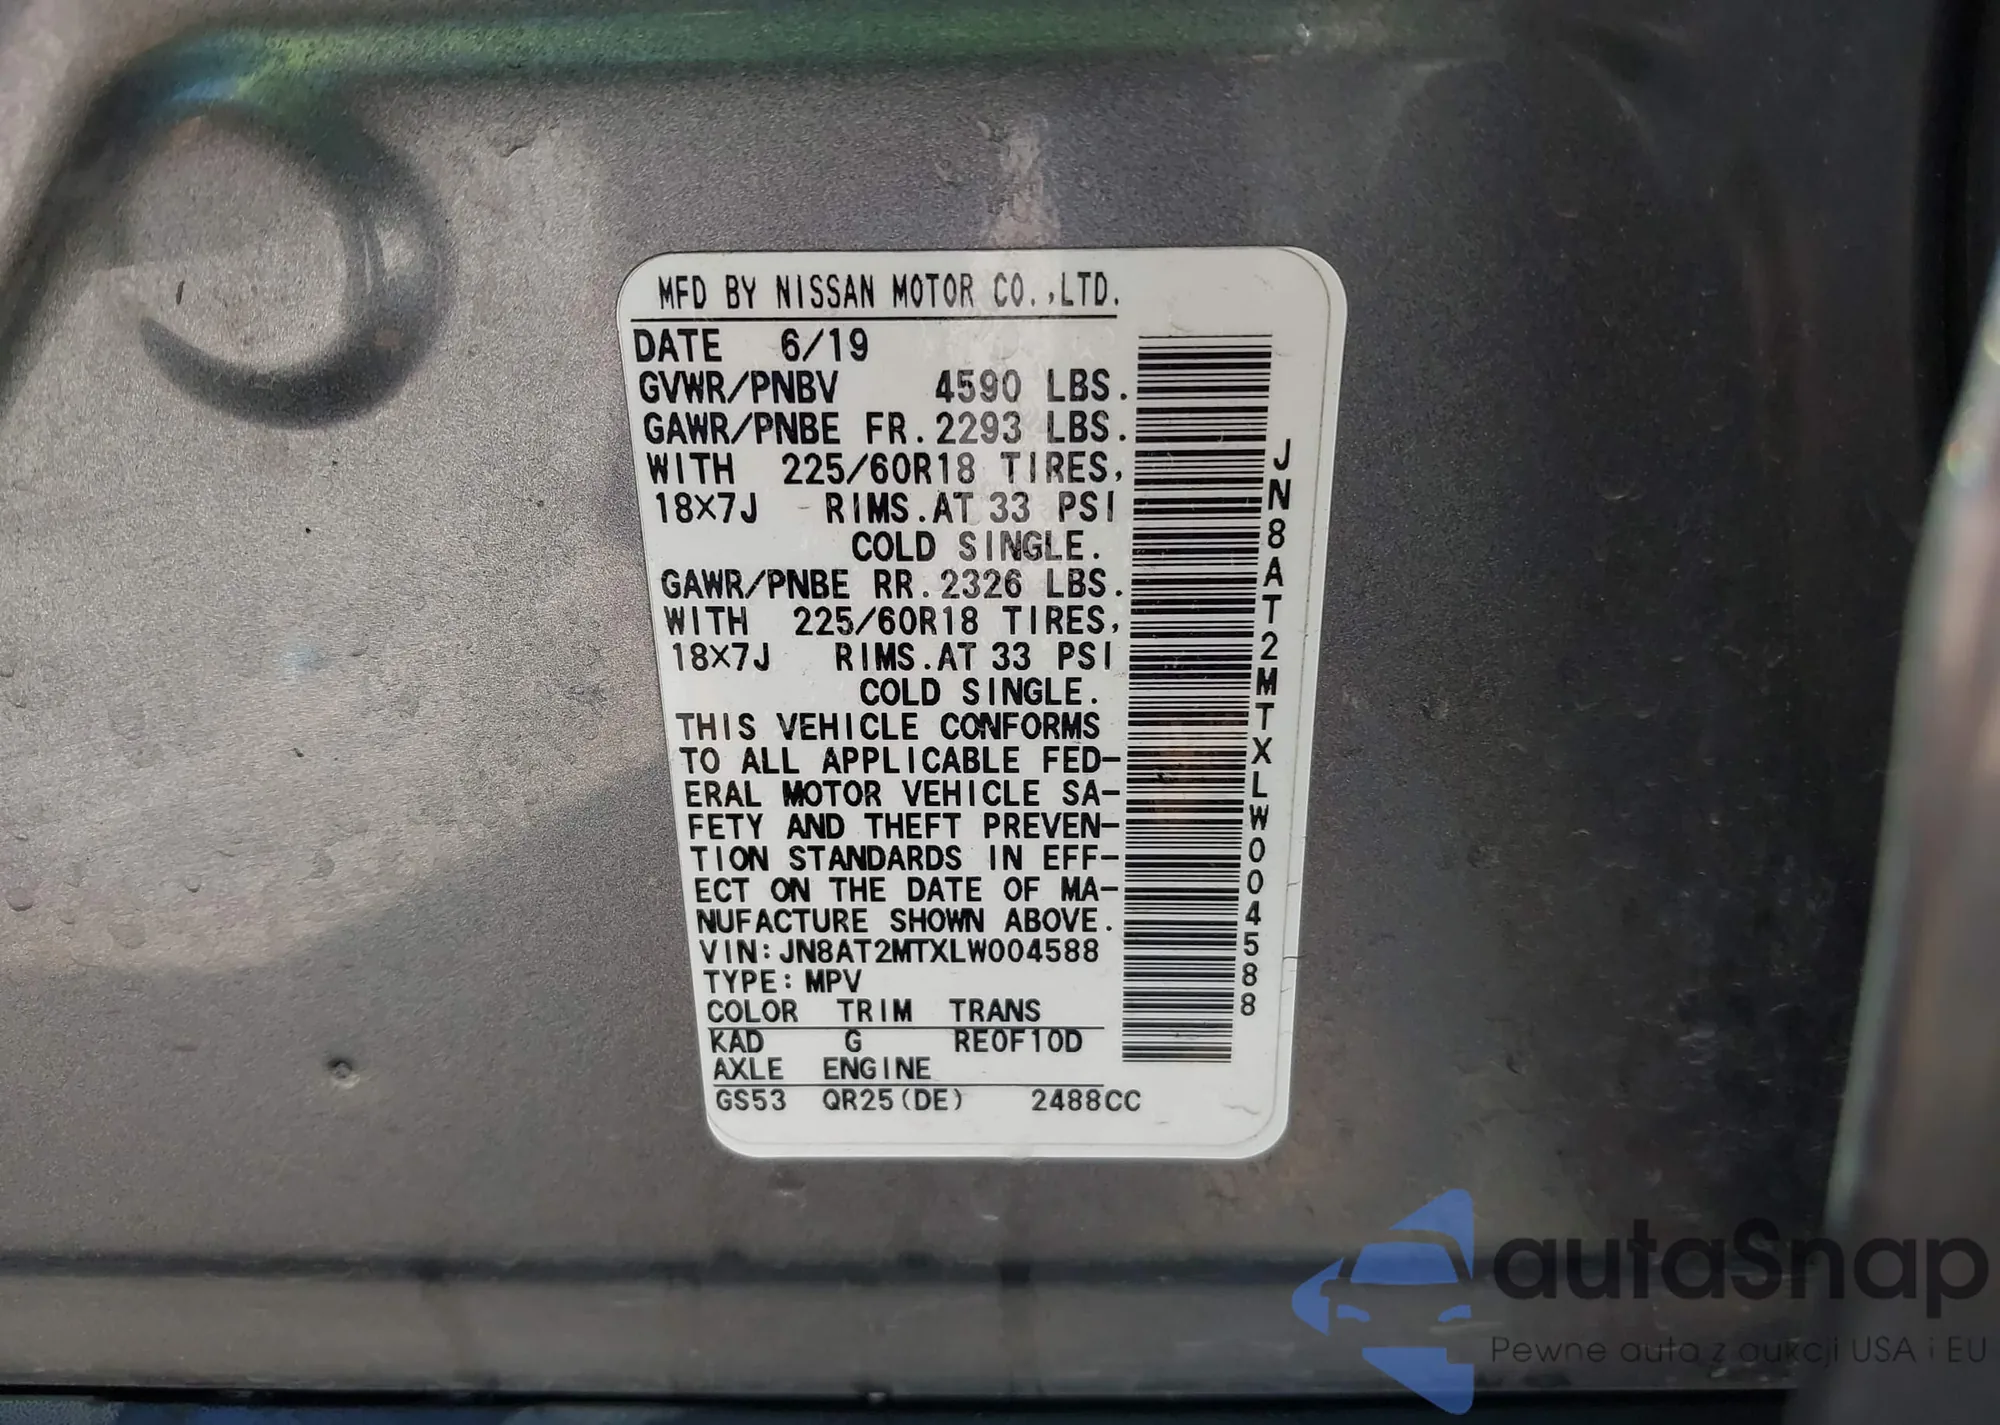 MFD BY NISSAN MOTOR CO.,LTD.
DATE 6/19
GVWR/PNBV 4590 LBS.
GAWR/PNBE FR. 2293 LBS.
WITH 225/60R18 TIRES,
18X7J RIMS. AT 33 PSI
COLD SINGLE.
GAWR/PNBE RR. 2326 LBS.
WITH 225/60R18 TIRES,
18X7J RIMS. AT 33 PSI
COLD SINGLE.
THIS VEHICLE CONFORMS
TO ALL APPLICABLE FED-
ERAL MOTOR VEHICLE SA-
FETY AND THEFT PREVEN-
TION STANDARDS IN EFF-
ECT ON THE DATE OF MA-
NUFACTURE SHOWN ABOVE.
VIN: JN8AT2MTXLW004588
TYPE: MPV
COLOR TRIM TRANS
KAD G RE0F10D
AXLE ENGINE
GS53 QR25(DE) 2488CC
JN8AT2MTXLW004588
autoSnap
Pewne auta z aukcji USA i EU